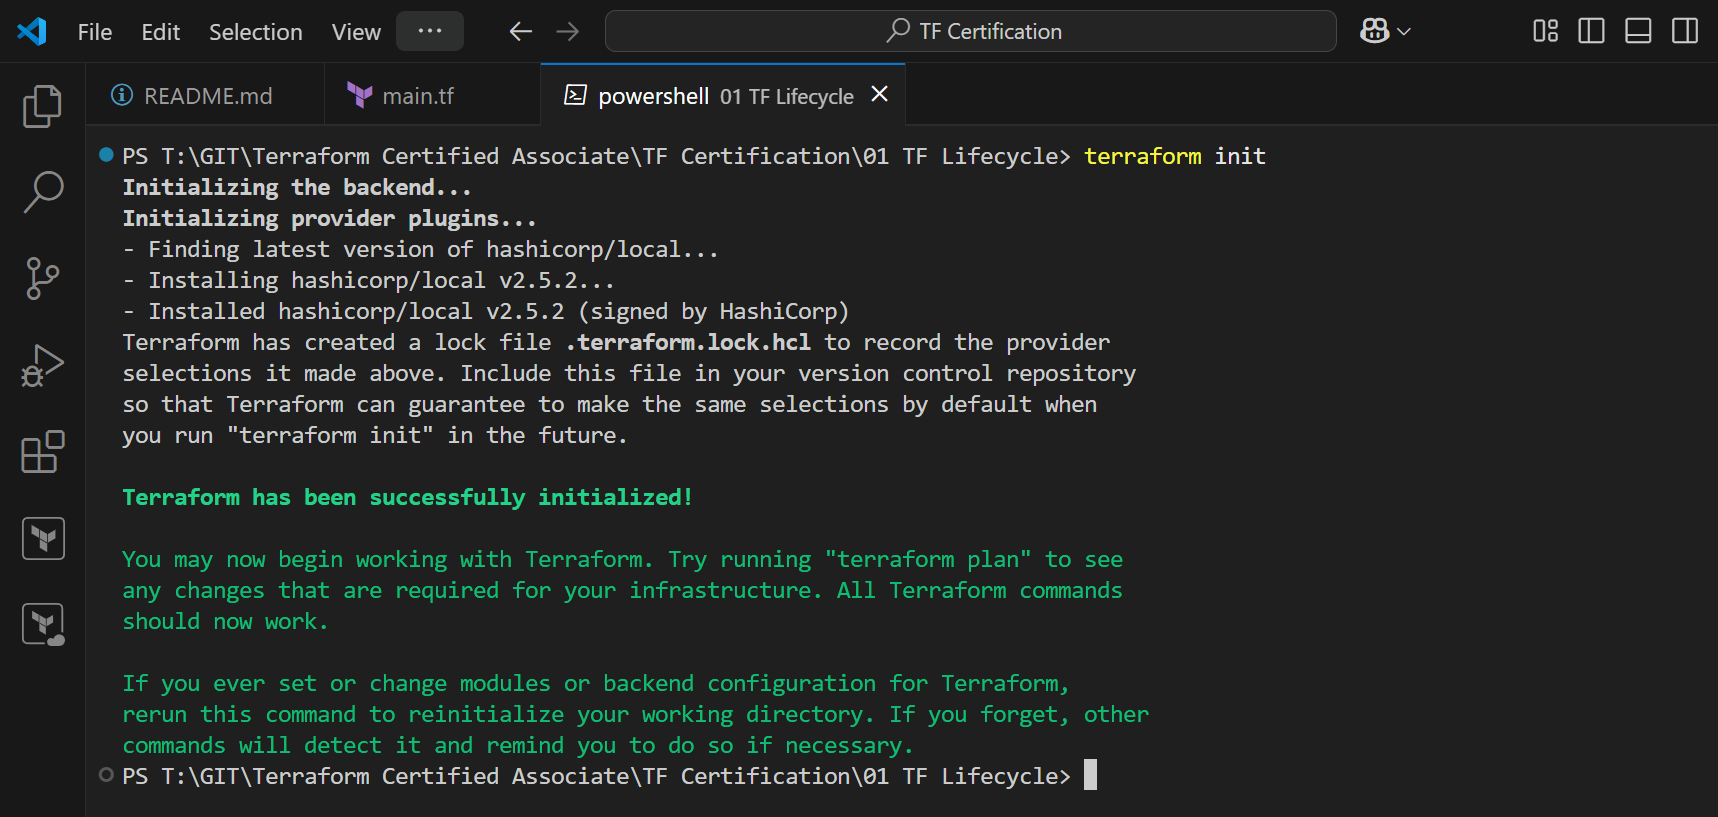 File Edit Selection View ··· TF Certification
README.md main.tf powershell 01 TF Lifecycle
PS T:\GIT\Terraform Certified Associate\TF Certification\01 TF Lifecycle> terraform init
Initializing the backend...
Initializing provider plugins...
- Finding latest version of hashicorp/local...
- Installing hashicorp/local v2.5.2...
- Installed hashicorp/local v2.5.2 (signed by HashiCorp)
Terraform has created a lock file .terraform.lock.hcl to record the provider
selections it made above. Include this file in your version control repository
so that Terraform can guarantee to make the same selections by default when
you run "terraform init" in the future.
Terraform has been successfully initialized!
You may now begin working with Terraform. Try running "terraform plan" to see
any changes that are required for your infrastructure. All Terraform commands
should now work.
If you ever set or change modules or backend configuration for Terraform,
rerun this command to reinitialize your working directory. If you forget, other
commands will detect it and remind you to do so if necessary.
PS T:\GIT\Terraform Certified Associate\TF Certification\01 TF Lifecycle>